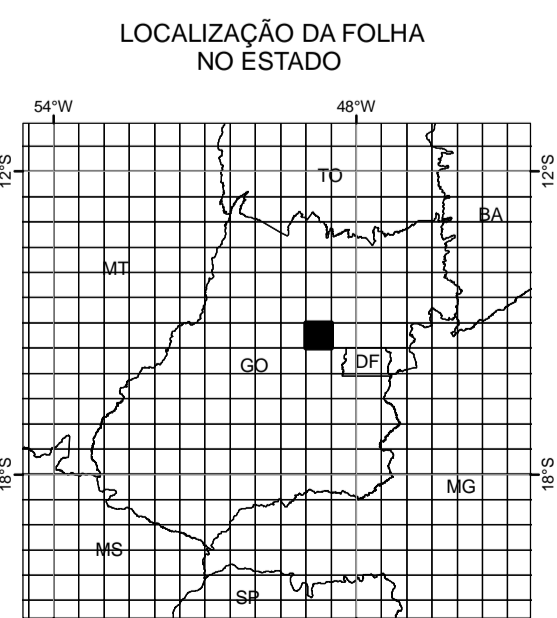 LOCALIZAÇÃO DA FOLHA
NO ESTADO
54°W
48°W
12°S
12°S
TO
BA
MT
GO
DF
18°S
18°S
MG
MS
SP